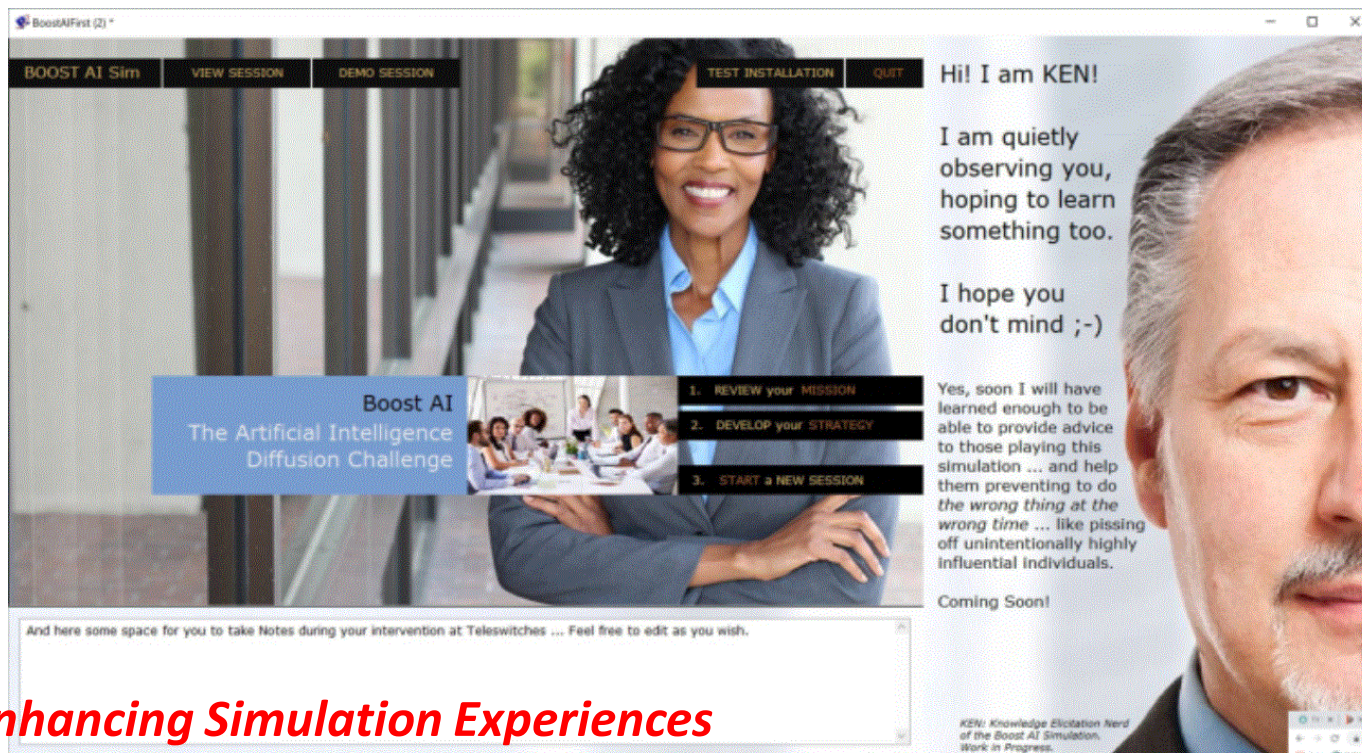 BoostAIFirst (2) *
BOOST AI Sim
VIEW SESSION
DEMO SESSION
TEST INSTALLATION
QUIT
Hi! I am KEN!
I am quietly
observing you,
hoping to learn
something too.
I hope you
don't mind ;-)
Boost AI
The Artificial Intelligence
Diffusion Challenge
1. REVIEW your MISSION
2. DEVELOP your STRATEGY
3. START a NEW SESSION
Yes, soon I will have
learned enough to be
able to provide advice
to those playing this
simulation ... and help
them preventing to do
the wrong thing at the
wrong time ... like pissing
off unintentionally highly
influential individuals.
Coming Soon!
And here some space for you to take Notes during your intervention at Teleswitches ... Feel free to edit as you wish.
nhancing Simulation Experiences
KEN: Knowledge Elicitation Nerd
of the Boost AI Simulation.
Work in Progress.